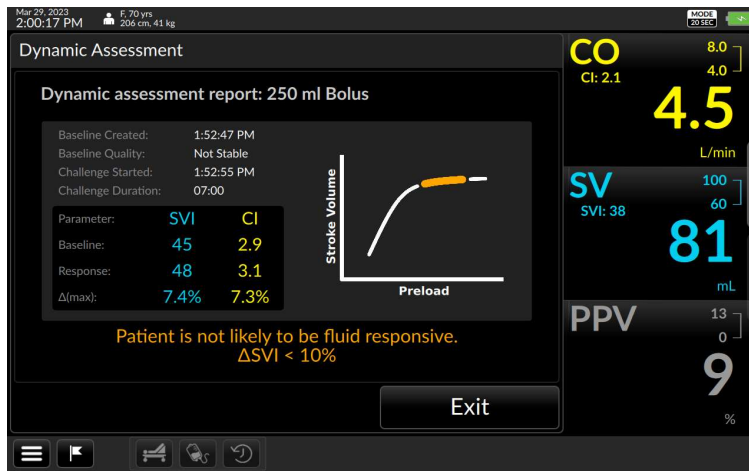 Mar 29, 2023
2:00:17 PM
F, 70 yrs
206 cm, 41 kg
MODE
20 SEC
Dynamic Assessment
Dynamic assessment report: 250 ml Bolus
Baseline Created: 1:52:47 PM
Baseline Quality: Not Stable
Challenge Started: 1:52:55 PM
Challenge Duration: 07:00
Parameter: SVI CI
Baseline: 45 2.9
Response: 48 3.1
Δ(max): 7.4% 7.3%
Stroke Volume
Preload
Patient is not likely to be fluid responsive.
ΔSVI < 10%
Exit
CO 8.0
CI: 2.1 4.0
4.5
L/min
SV 100
SVI: 38 60
81
mL
PPV 13
0
9
%